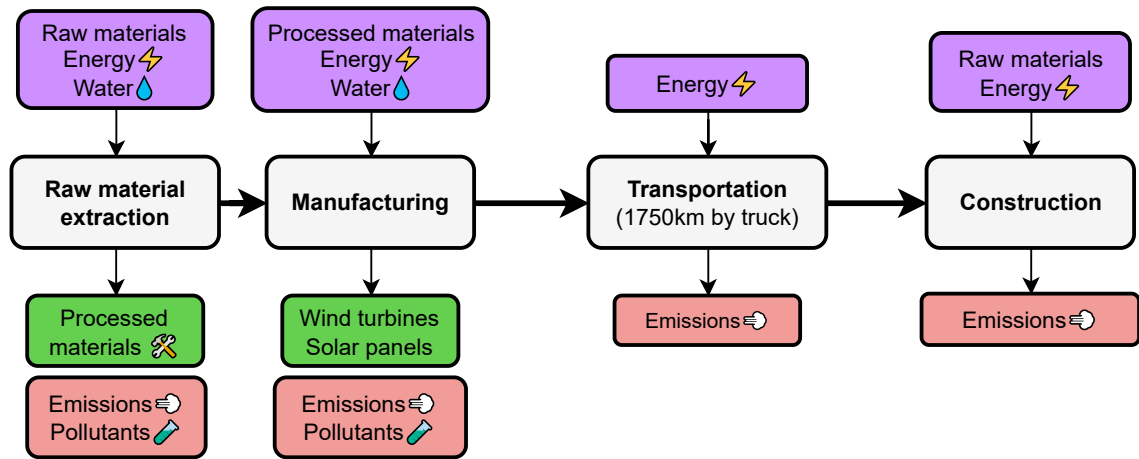 Raw materials
Energy⚡
Water💧
Processed materials
Energy⚡
Water💧
Energy⚡
Raw materials
Energy⚡
Raw material
extraction
Manufacturing
Transportation
(1750km by truck)
Construction
Processed
materials 🛠
Wind turbines
Solar panels
Emissions
Emissions
Emissions
Pollutants
Emissions
Pollutants